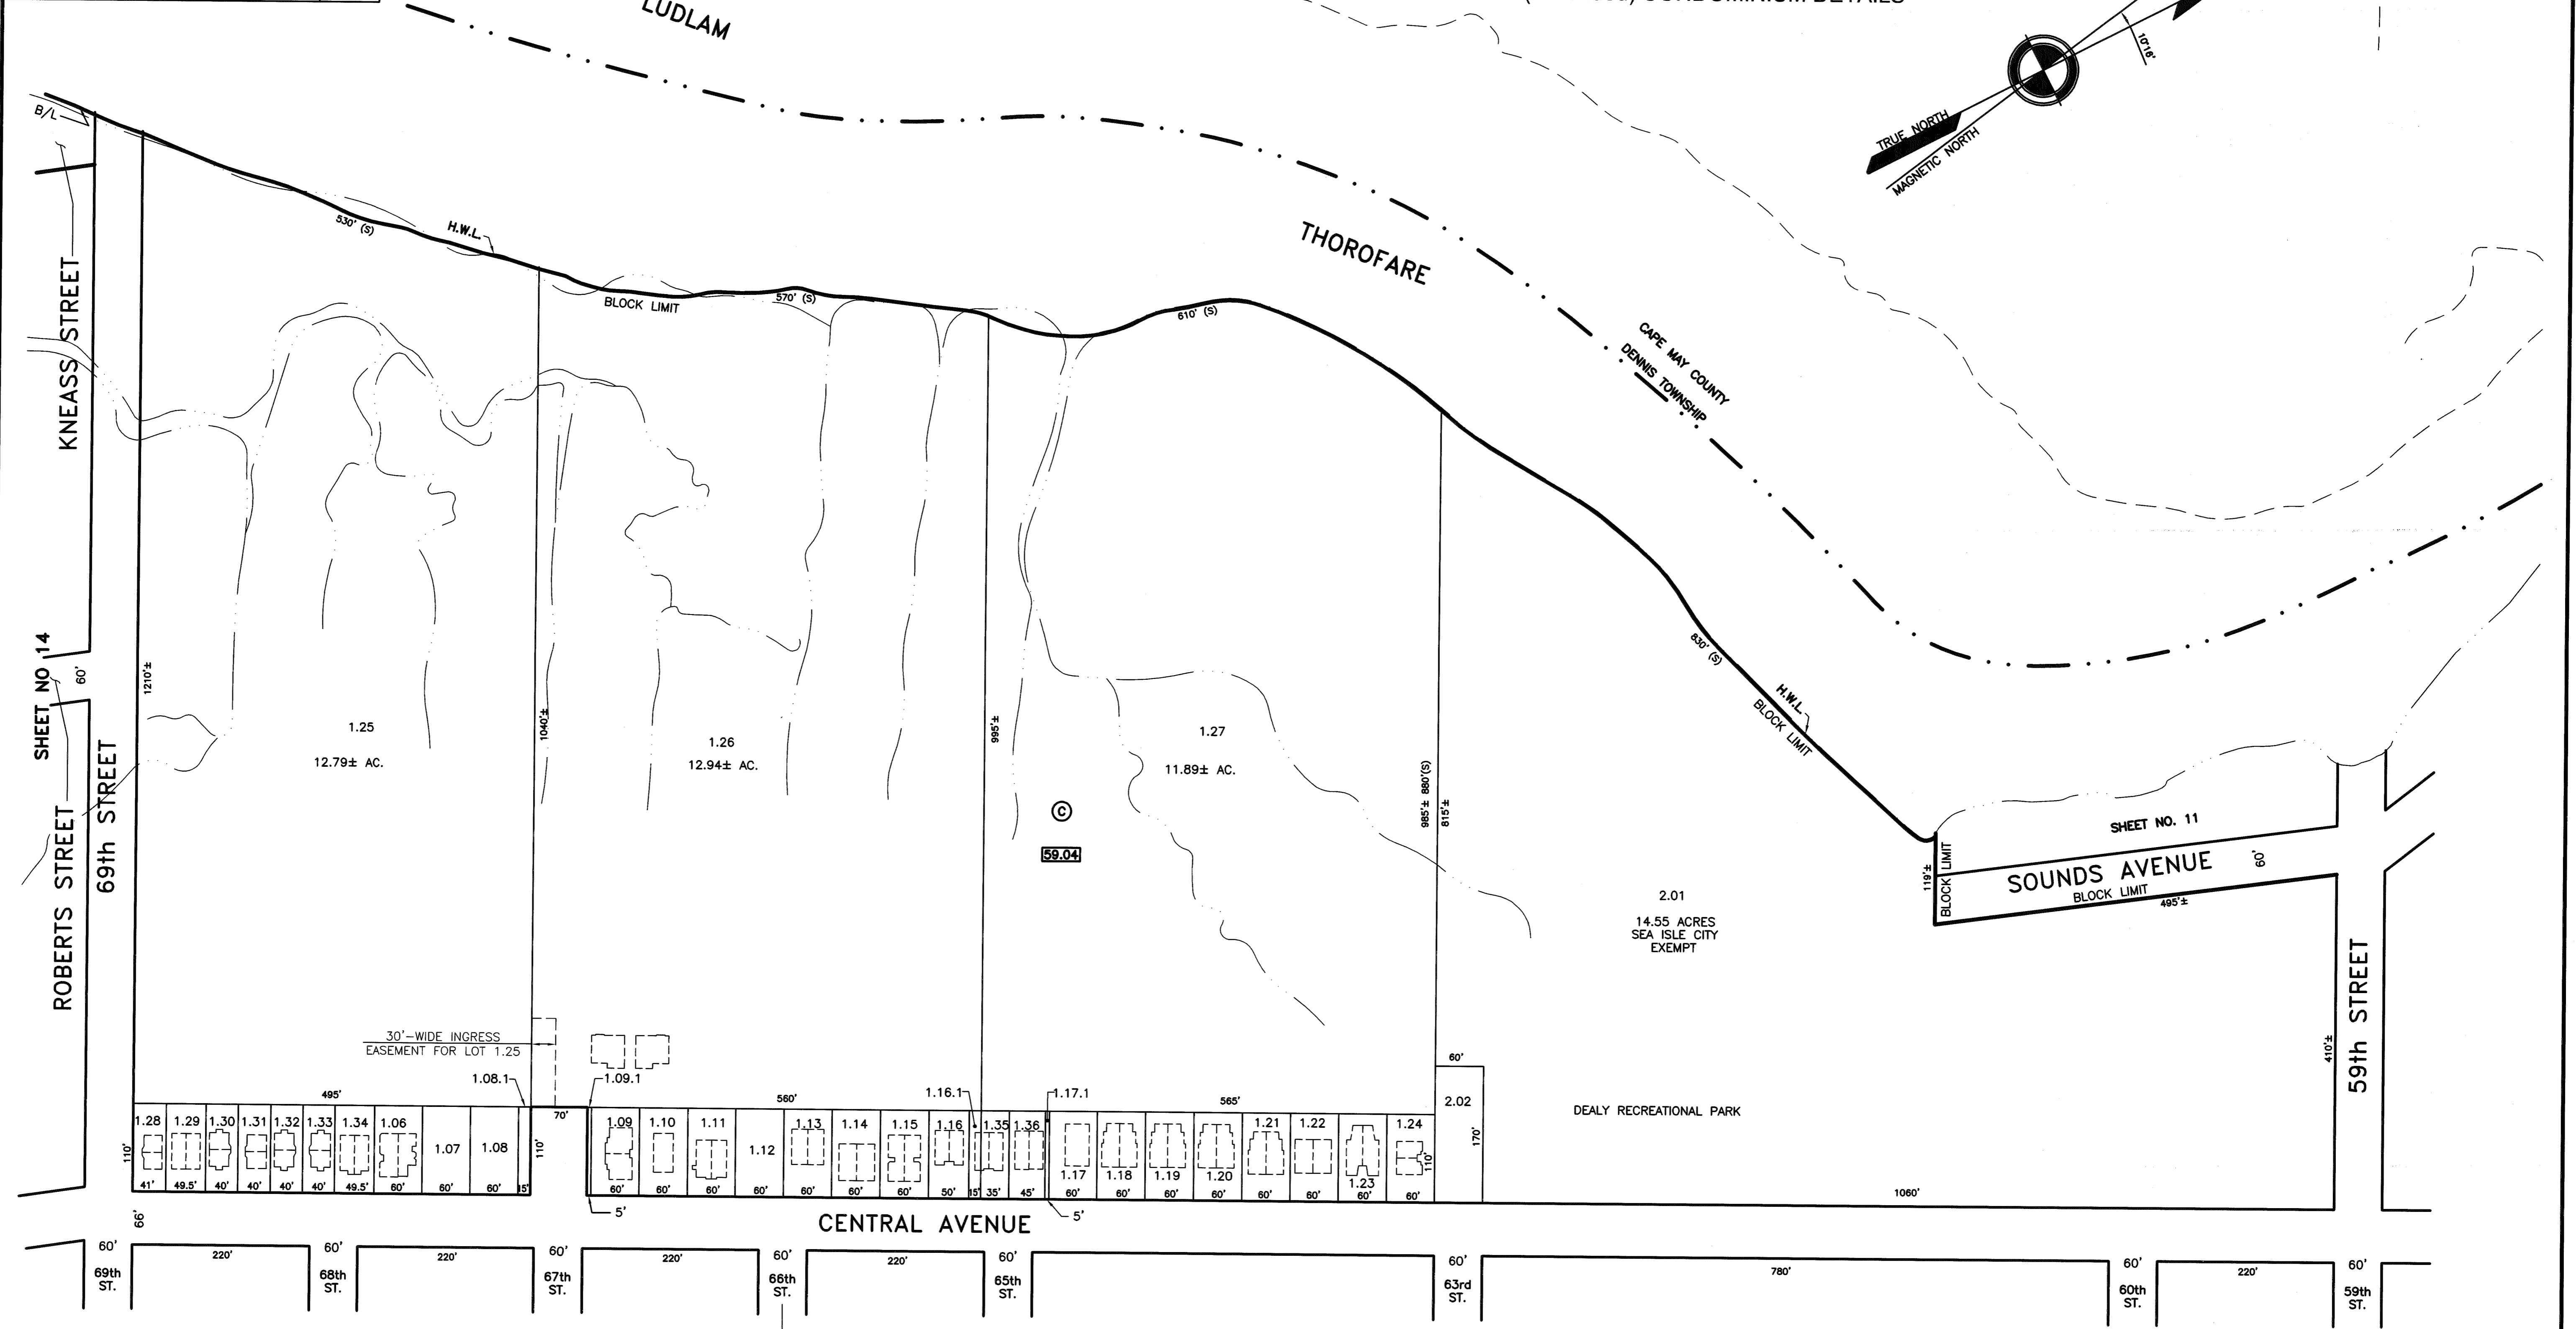 LUDLAM
10'16"
TRUE NORTH
MAGNETIC NORTH
B/L
KNEASS STREET
530' (S)
H.W.L.
BLOCK LIMIT
570' (S)
610' (S)
THOROFARE
CAPE MAY COUNTY
DENNIS TOWNSHIP
SHEET NO 14
60'
1210'±
ROBERTS STREET
69th STREET
1.25
12.79± AC.
1040'±
1.26
12.94± AC.
995'±
1.27
11.89± AC.
C
59.04
985'± 880'(S)
815'±
830' (S)
H.W.L.
BLOCK LIMIT
2.01
14.55 ACRES
SEA ISLE CITY
EXEMPT
119'±
BLOCK LIMIT
SHEET NO. 11
SOUNDS AVENUE
60'
BLOCK LIMIT
495'±
59th STREET
410'±
30'-WIDE INGRESS
EASEMENT FOR LOT 1.25
1.08.1
1.09.1
1.16.1
1.17.1
495'
70'
560'
565'
60'
2.02
170'
DEALY RECREATIONAL PARK
1.28 1.29 1.30 1.31 1.32 1.33 1.34 1.06
1.07 1.08
1.09 1.10 1.11
1.12
1.13 1.14 1.15 1.16 1.35 1.36
1.17 1.18 1.19 1.20
1.21 1.22
1.23
1.24
110'
110'
110'
41' 49.5' 40' 40' 40' 40' 49.5' 60' 60' 60' 15'
60' 60' 60' 60' 60' 60' 60' 50' 15' 35' 45' 60' 60' 60' 60' 60' 60' 60' 60'
1060'
5'
5'
66'
CENTRAL AVENUE
60' 220' 60' 220' 60' 220' 60' 220' 60' 60' 780' 60' 220' 60'
69th
ST.
68th
ST.
67th
ST.
66th
ST.
65th
ST.
63rd
ST.
60th
ST.
59th
ST.